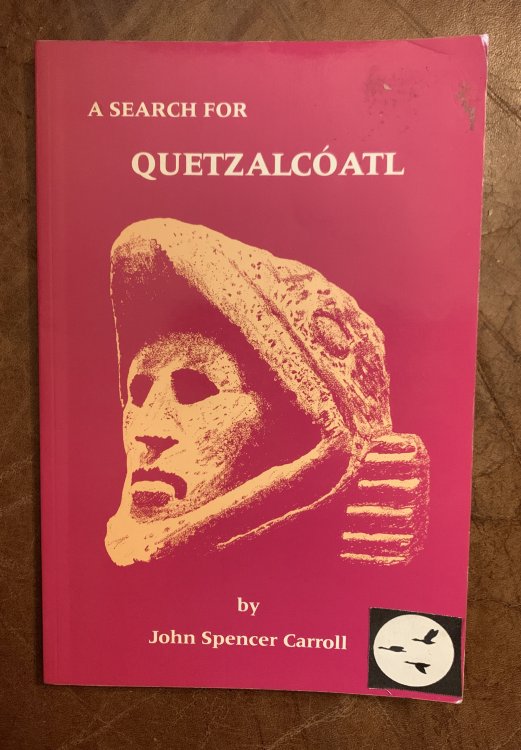 A SEARCH FOR
QUETZALCÓATL
by
John Spencer Carroll